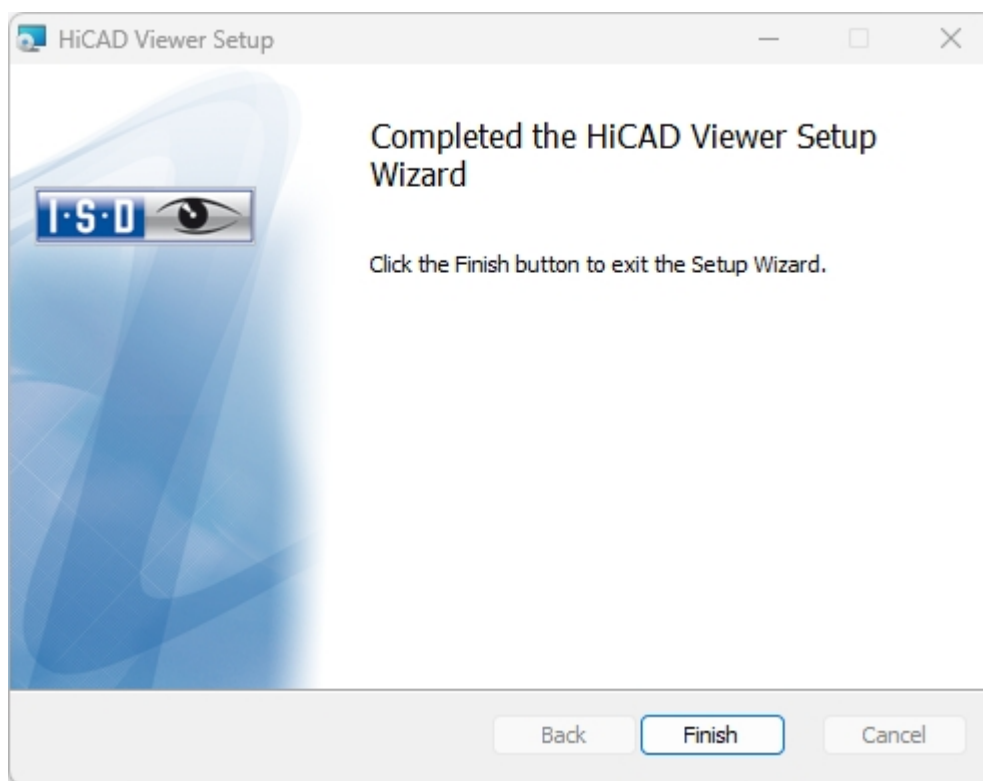 HiCAD Viewer Setup
Completed the HiCAD Viewer Setup
Wizard
I·S·D
Click the Finish button to exit the Setup Wizard.
Back
Finish
Cancel